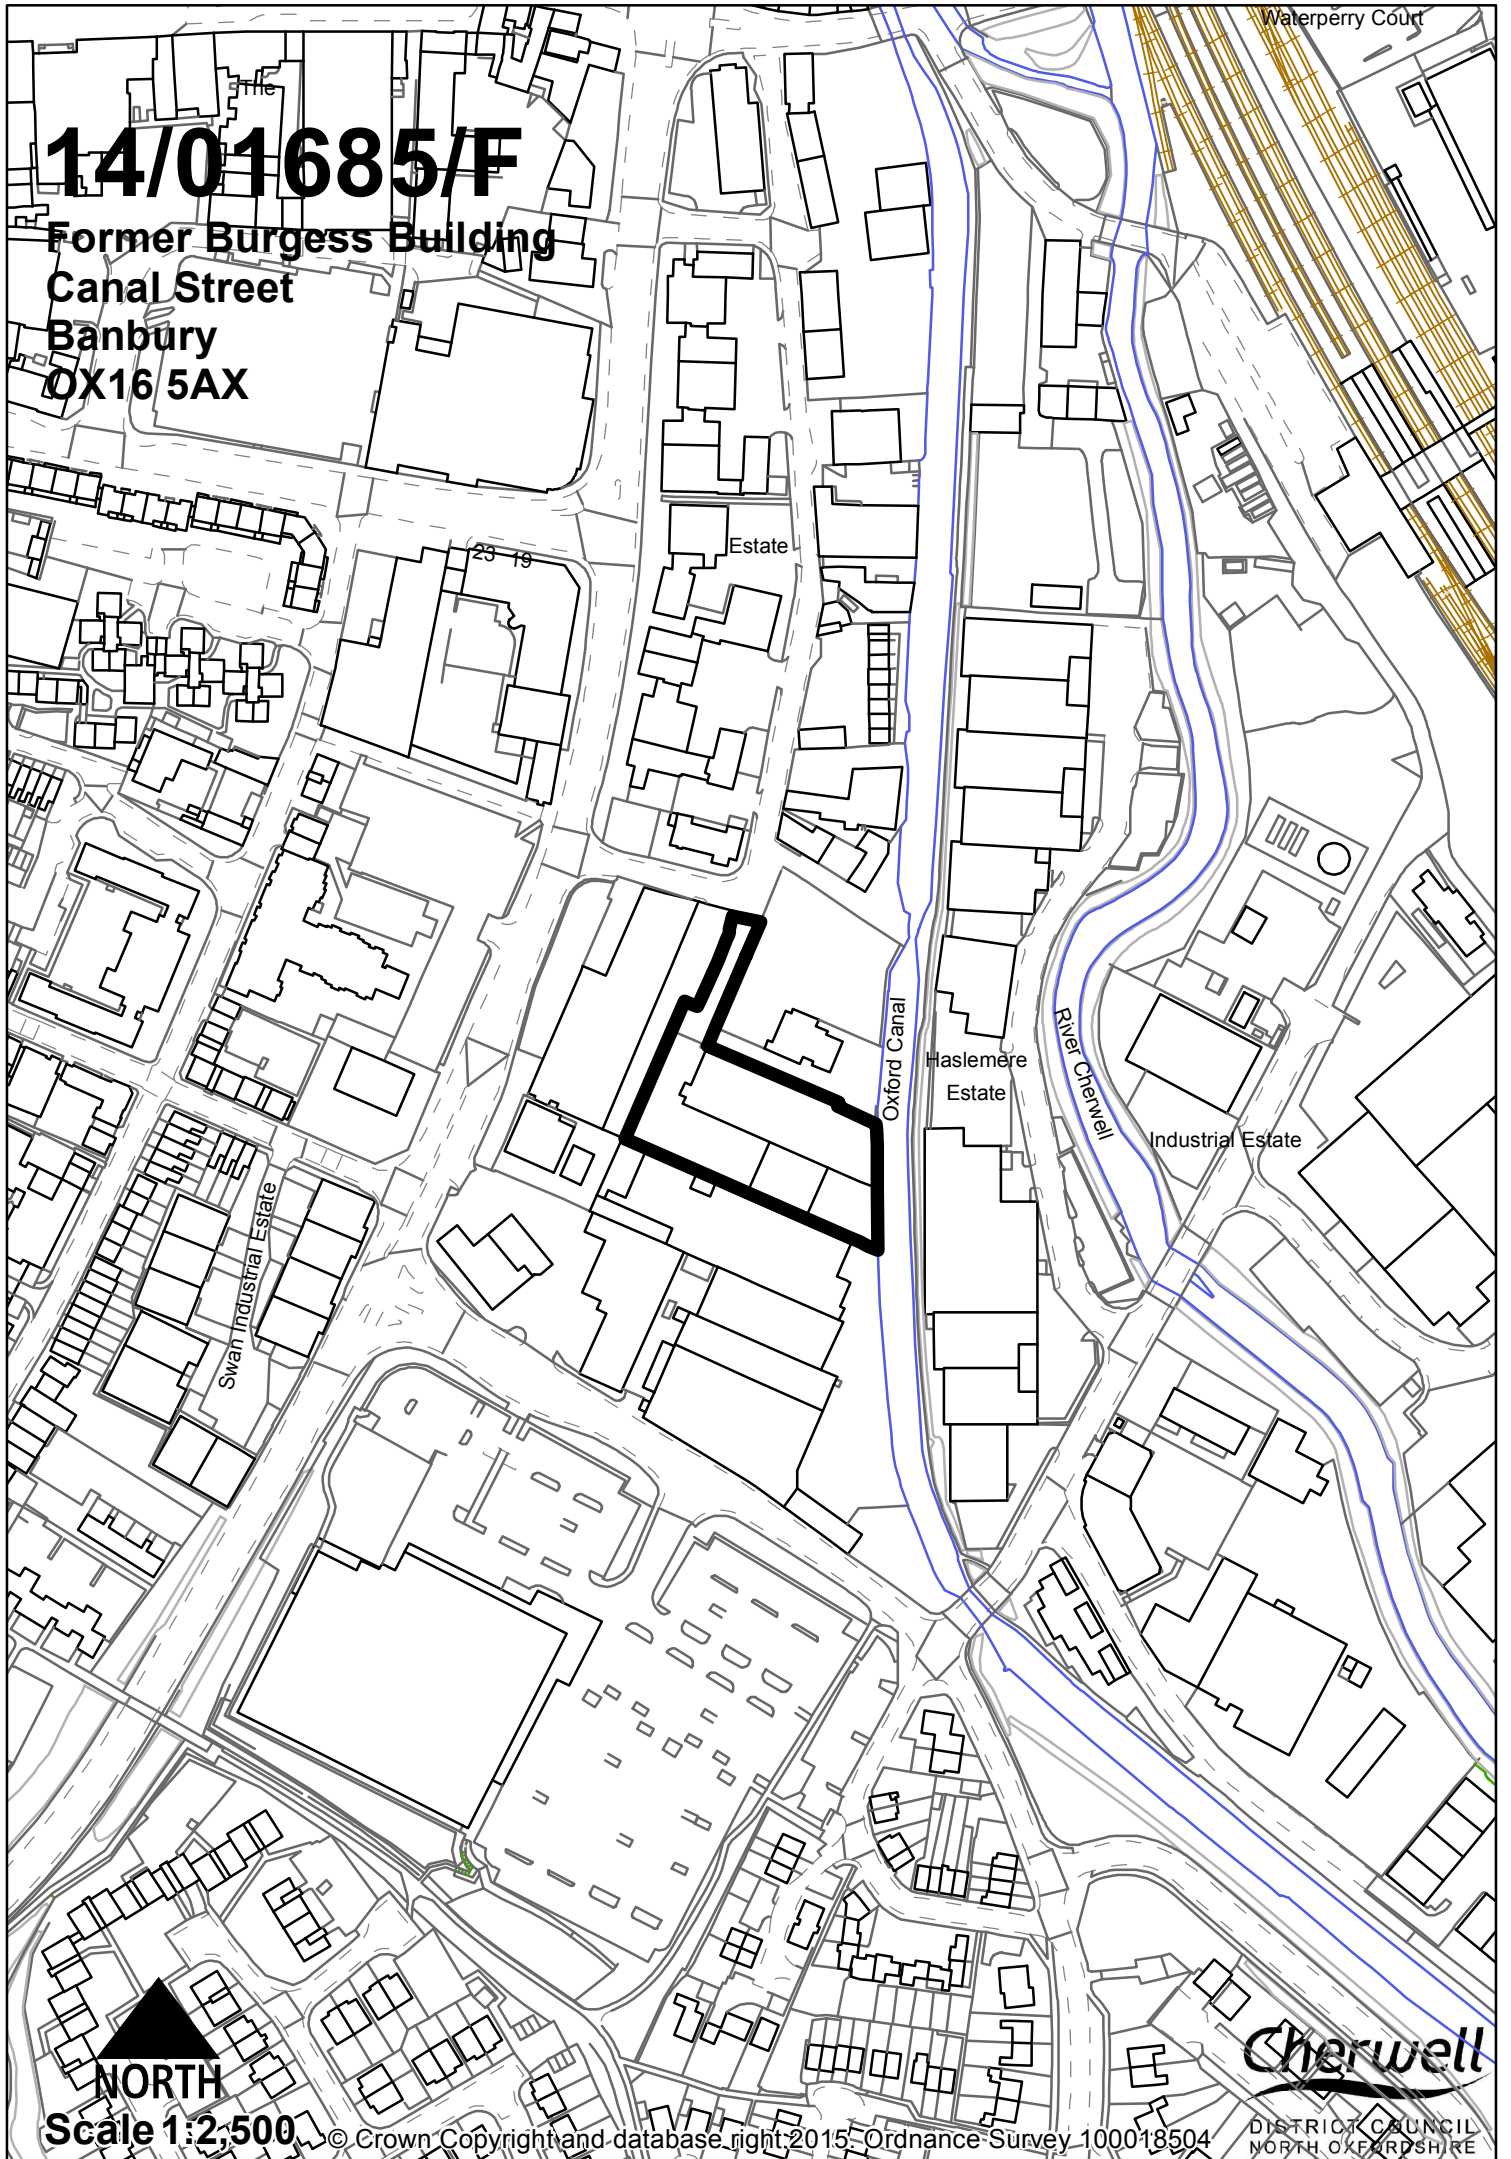 Waterperry Court
The
14/01685/F
Former Burgess Building
Canal Street
Banbury
OX16 5AX
23 19
Estate
Oxford Canal
Haslemere
Estate
River Cherwell
Industrial Estate
Swan Industrial Estate
NORTH
Scale 1:2,500
© Crown Copyright and database right 2015. Ordnance Survey 100018504
Cherwell
DISTRICT COUNCIL
NORTH OXFORDSHIRE